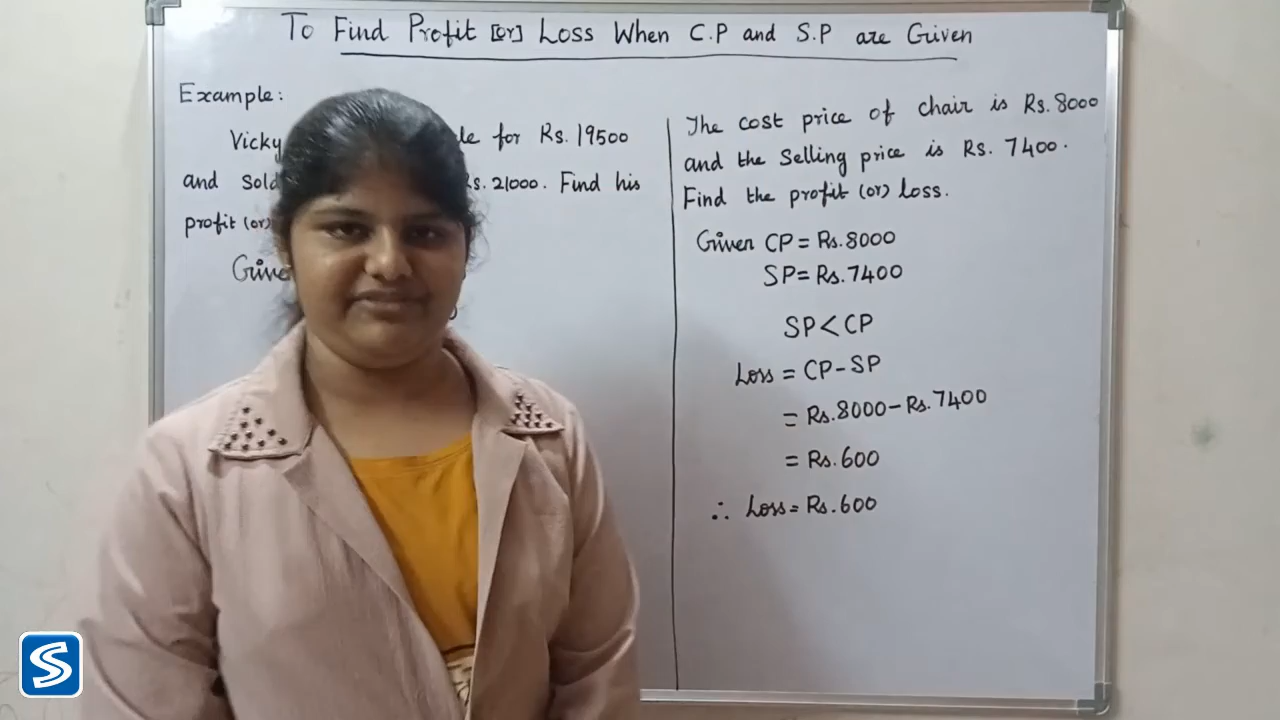 To Find Profit [or] Loss When C.P and S.P are Given
Example:
Vicky for Rs. 19500
and Sold Rs. 21000. Find his
profit (or)
The cost price of chair is Rs. 8000
and the Selling price is Rs. 7400.
Find the profit (or) loss.
Given CP = Rs. 8000
SP = Rs. 7400
SP < CP
Loss = CP - SP
= Rs. 8000 - Rs. 7400
= Rs. 600
∴ Loss = Rs. 600
S